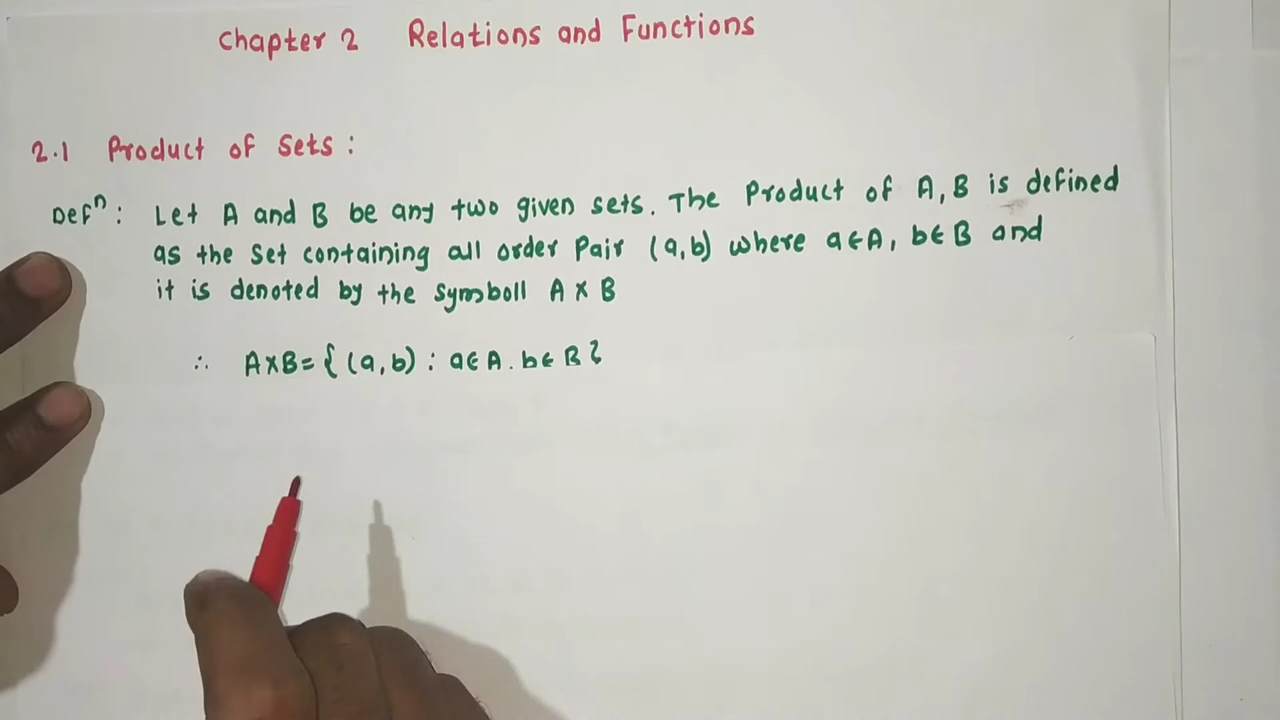 Chapter 2 Relations and Functions
2.1 Product of Sets :
Defⁿ : Let A and B be any two given sets. The Product of A, B is defined
as the Set containing all order Pair (a, b) where a∈A, b∈B and
it is denoted by the Symboll A × B
∴ A×B = { (a, b) : a∈A. b∈B }